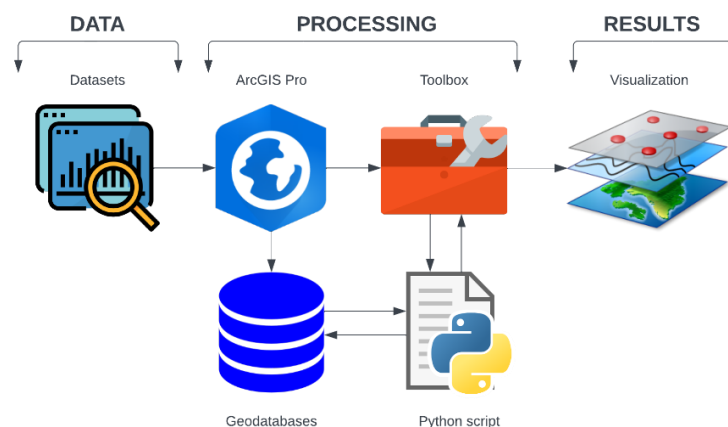 DATA
PROCESSING
RESULTS
Datasets
ArcGIS Pro
Toolbox
Visualization
Geodatabases
Python script